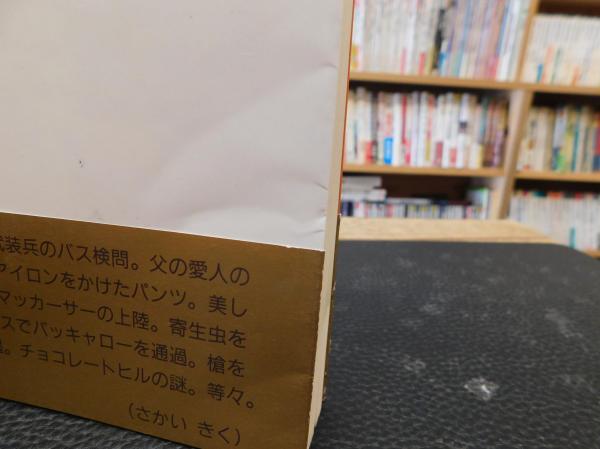 装兵のバス検問。父の愛人の
アイロンをかけたパンツ。美し
マッカーサーの上陸。寄生虫を
スでバッキャローを通過。槍を
。チョコレートヒルの謎。等々。
(さかい きく)